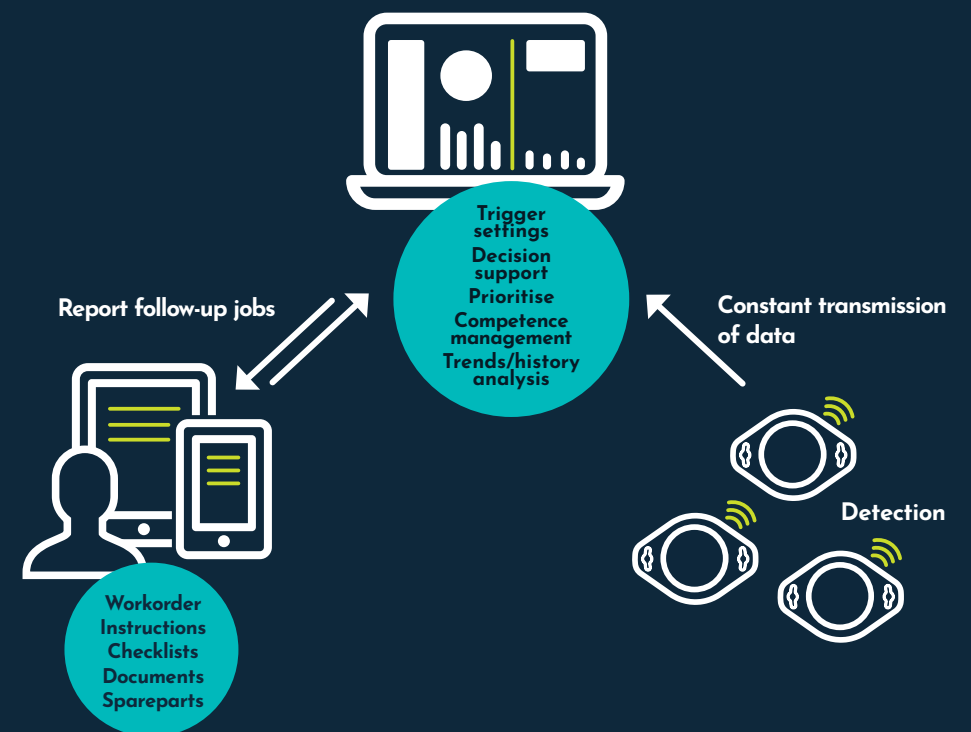 Trigger
settings
Decision
support
Prioritise
Competence
management
Trends/history
analysis
Report follow-up jobs
Constant transmission
of data
Detection
Workorder
Instructions
Checklists
Documents
Spareparts